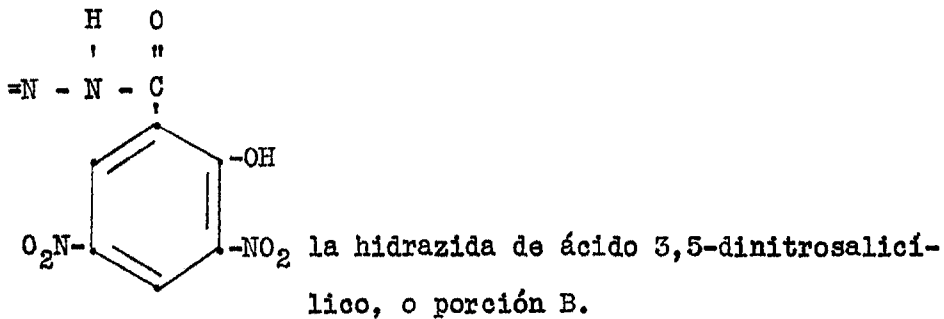 H O
=N - N - C
-OH
O₂N- -NO₂ la hidrazida de ácido 3,5-dinitrosalicí-
lico, o porción B.